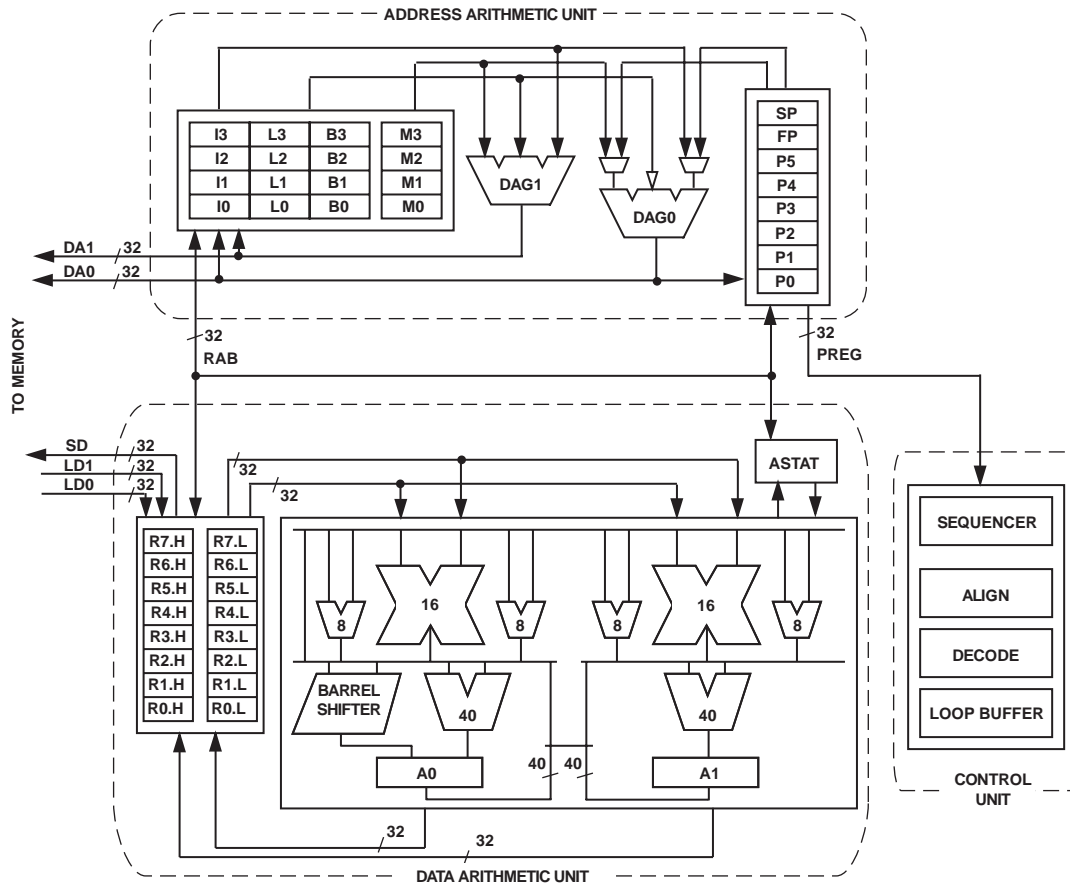 ADDRESS ARITHMETIC UNIT
I3 L3 B3 M3
I2 L2 B2 M2
I1 L1 B1 M1
I0 L0 B0 M0
DAG1
DAG0
SP
FP
P5
P4
P3
P2
P1
P0
DA1 32
DA0 32
TO MEMORY
32
RAB
32
PREG
SD 32
LD1 32
LD0 32
32
32
ASTAT
R7.H R7.L
R6.H R6.L
R5.H R5.L
R4.H R4.L
R3.H R3.L
R2.H R2.L
R1.H R1.L
R0.H R0.L
8 16 8 8 16 8
BARREL
SHIFTER
40
40
A0
40 40
A1
32
32
DATA ARITHMETIC UNIT
SEQUENCER
ALIGN
DECODE
LOOP BUFFER
CONTROL
UNIT